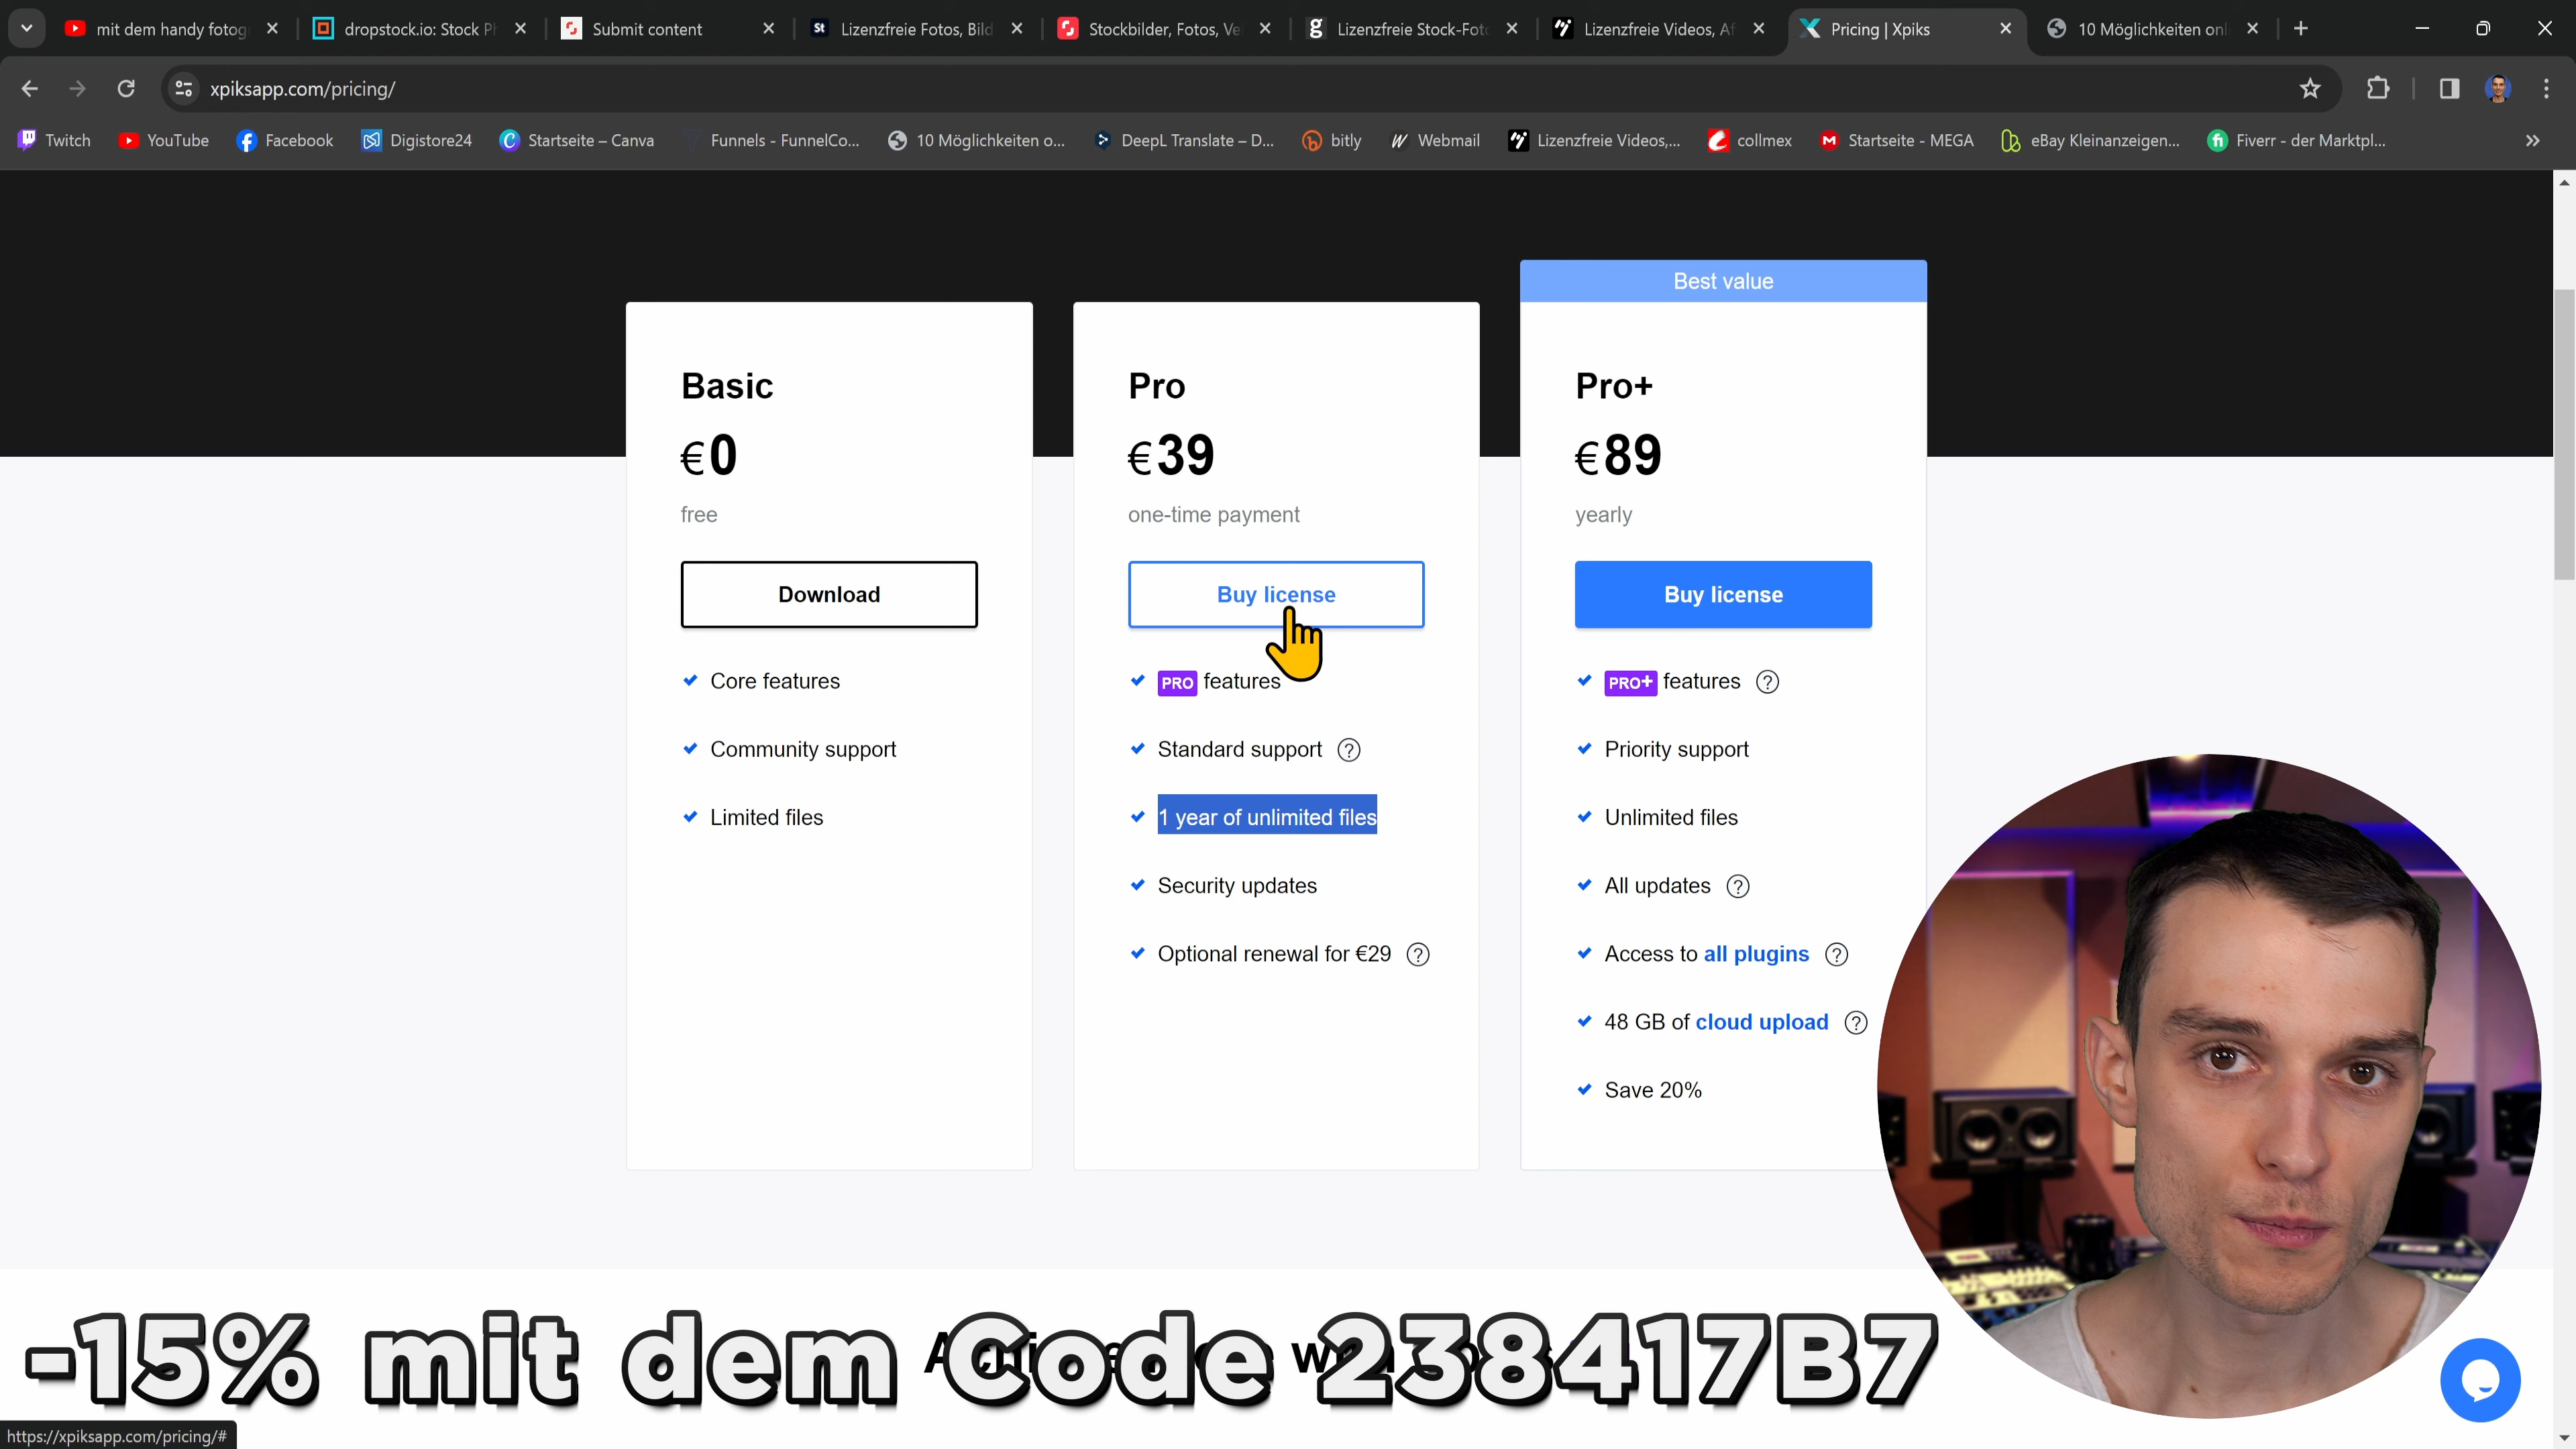 mit dem handy fotog
dropstock.io: Stock Ph
Submit content
Lizenzfreie Fotos, Bild
Stockbilder, Fotos, Ve
Lizenzfreie Stock-Foto
Lizenzfreie Videos, Af
Pricing | Xpiks
10 Möglichkeiten onl
xpiksapp.com/pricing/
Twitch
YouTube
Facebook
Digistore24
Startseite – Canva
Funnels - FunnelCo...
10 Möglichkeiten o...
DeepL Translate – D...
bitly
Webmail
Lizenzfreie Videos,...
collmex
Startseite - MEGA
eBay Kleinanzeigen...
Fiverr - der Marktpl...
Basic
€0
free
Download
Core features
Community support
Limited files
Pro
€39
one-time payment
Buy license
PRO features
Standard support ?
1 year of unlimited files
Security updates
Optional renewal for €29 ?
Best value
Pro+
€89
yearly
Buy license
PRO+ features ?
Priority support
Unlimited files
All updates ?
Access to all plugins ?
48 GB of cloud upload ?
Save 20%
-15% mit dem Code 238417B7
https://xpiksapp.com/pricing/#